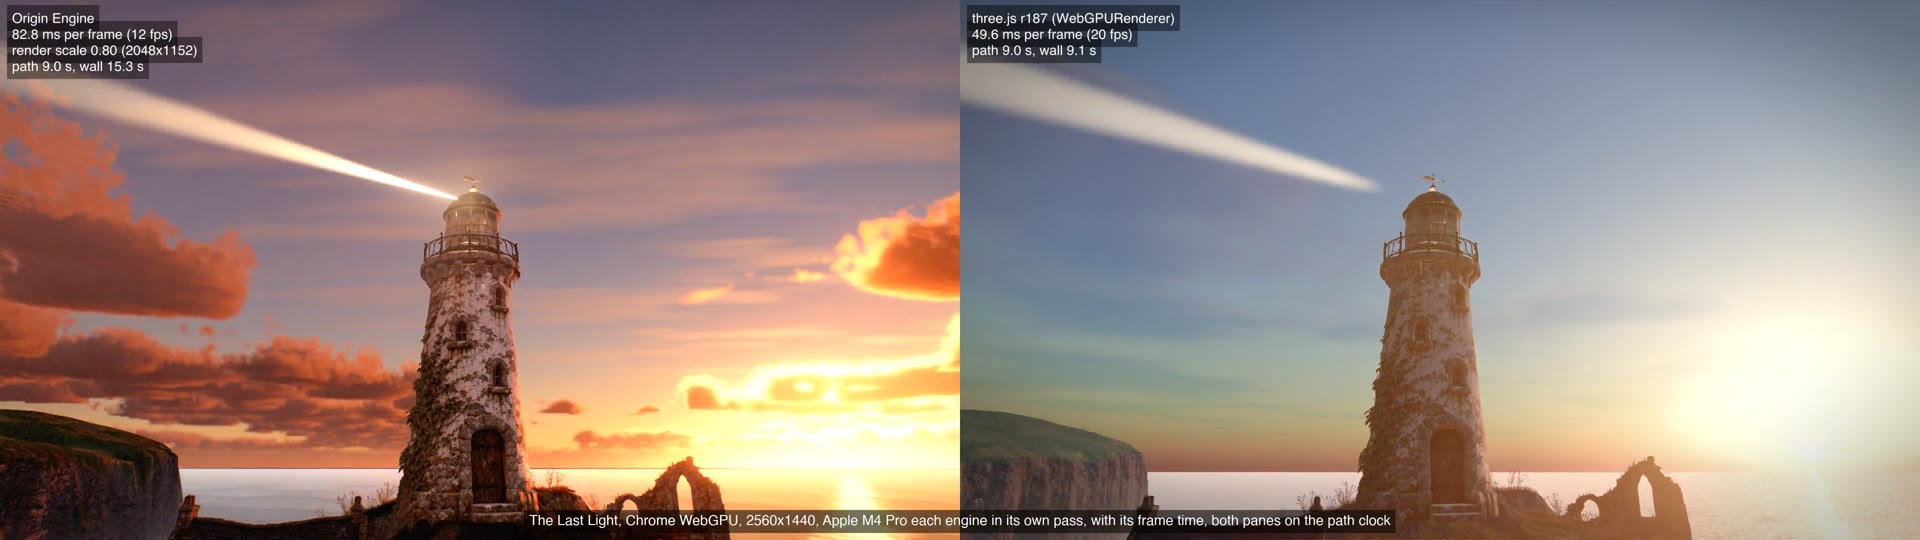 Origin Engine
82.8 ms per frame (12 fps)
render scale 0.80 (2048x1152)
path 9.0 s, wall 15.3 s
three.js r187 (WebGPURenderer)
49.6 ms per frame (20 fps)
path 9.0 s, wall 9.1 s
The Last Light, Chrome WebGPU, 2560x1440, Apple M4 Pro each engine in its own pass, with its frame time, both panes on the path clock